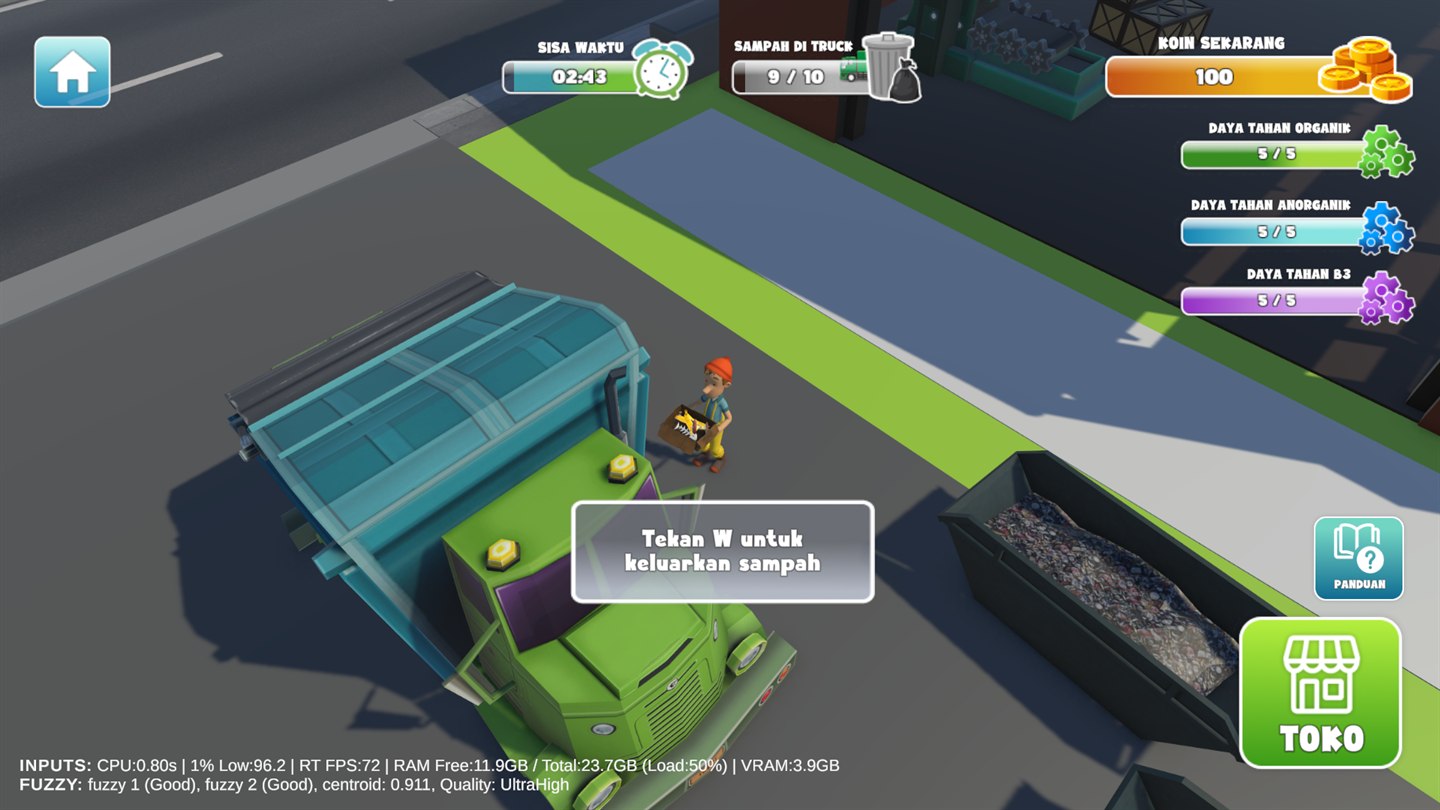 SISA WAKTU
02:43
SAMPAH DI TRUCK
9 / 10
KOIN SEKARANG
100
DAYA TAHAN ORGANIK
5 / 5
DAYA TAHAN ANORGANIK
5 / 5
DAYA TAHAN B3
5 / 5
Tekan W untuk
keluarkan sampah
PANDUAN
TOKO
INPUTS: CPU:0.80s | 1% Low:96.2 | RT FPS:72 | RAM Free:11.9GB / Total:23.7GB (Load:50%) | VRAM:3.9GB
FUZZY: fuzzy 1 (Good), fuzzy 2 (Good), centroid: 0.911, Quality: UltraHigh